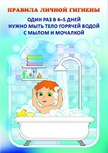 ПРАВИЛА ЛИЧНОЙ ГИГИЕНЫ
ОДИН РАЗ В 4-5 ДНЕЙ
НУЖНО МЫТЬ ТЕЛО ГОРЯЧЕЙ ВОДОЙ
С МЫЛОМ И МОЧАЛКОЙ